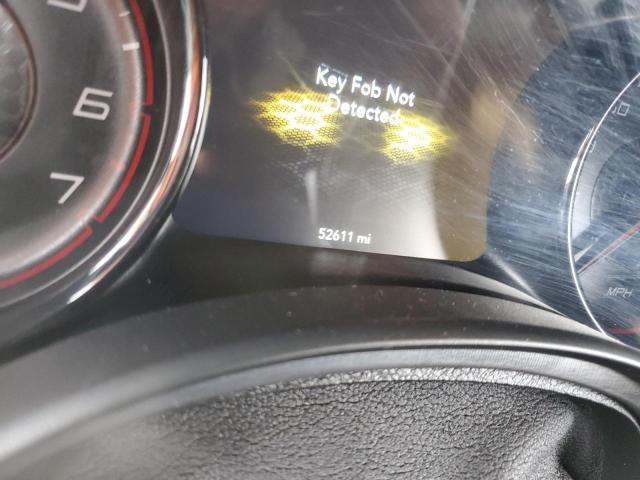 Key Fob Not
Detected
52611 mi
6
7
MPH